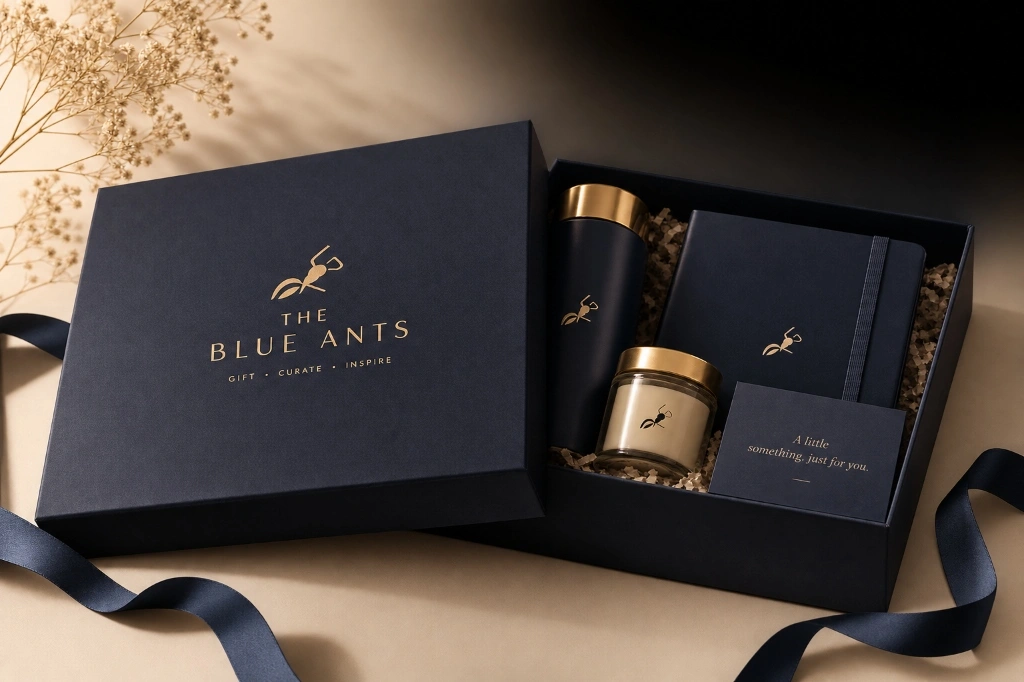 THE
BLUE ANTS
GIFT • CURATE • INSPIRE
A little
something, just for you.